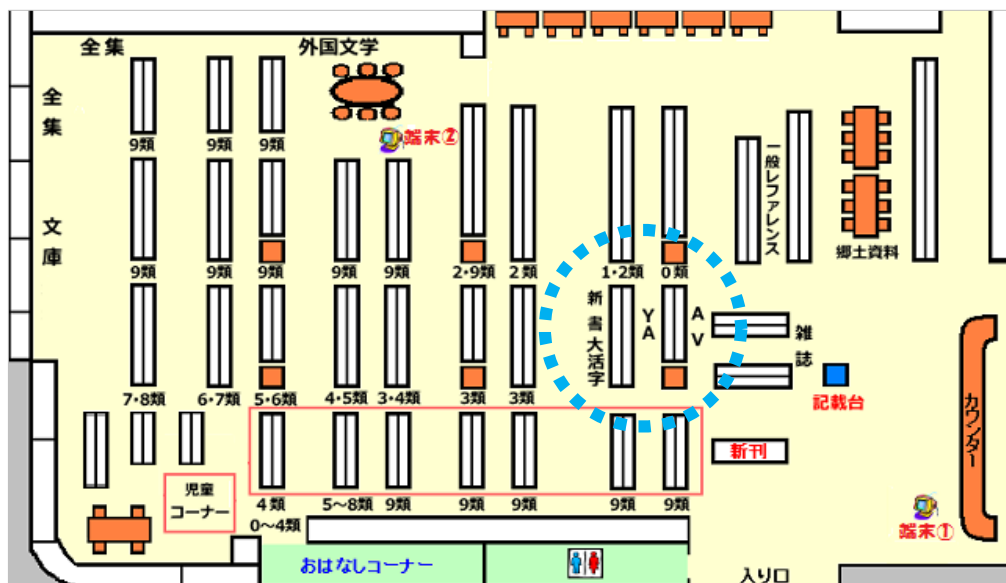 全集
外国文学
全集
文庫
端末②
9類
9類
9類
一般レファレンス
郷土資料
9類
9類
9類
9類
9類
2・9類
2類
1・2類
0類
新書大活字
YA
AV
雑誌
記載台
カウンター
7・8類
6・7類
5・6類
4・5類
3・4類
3類
3類
新刊
児童
コーナー
4類
0～4類
5～8類
9類
9類
9類
9類
9類
端末①
おはなしコーナー
入り口